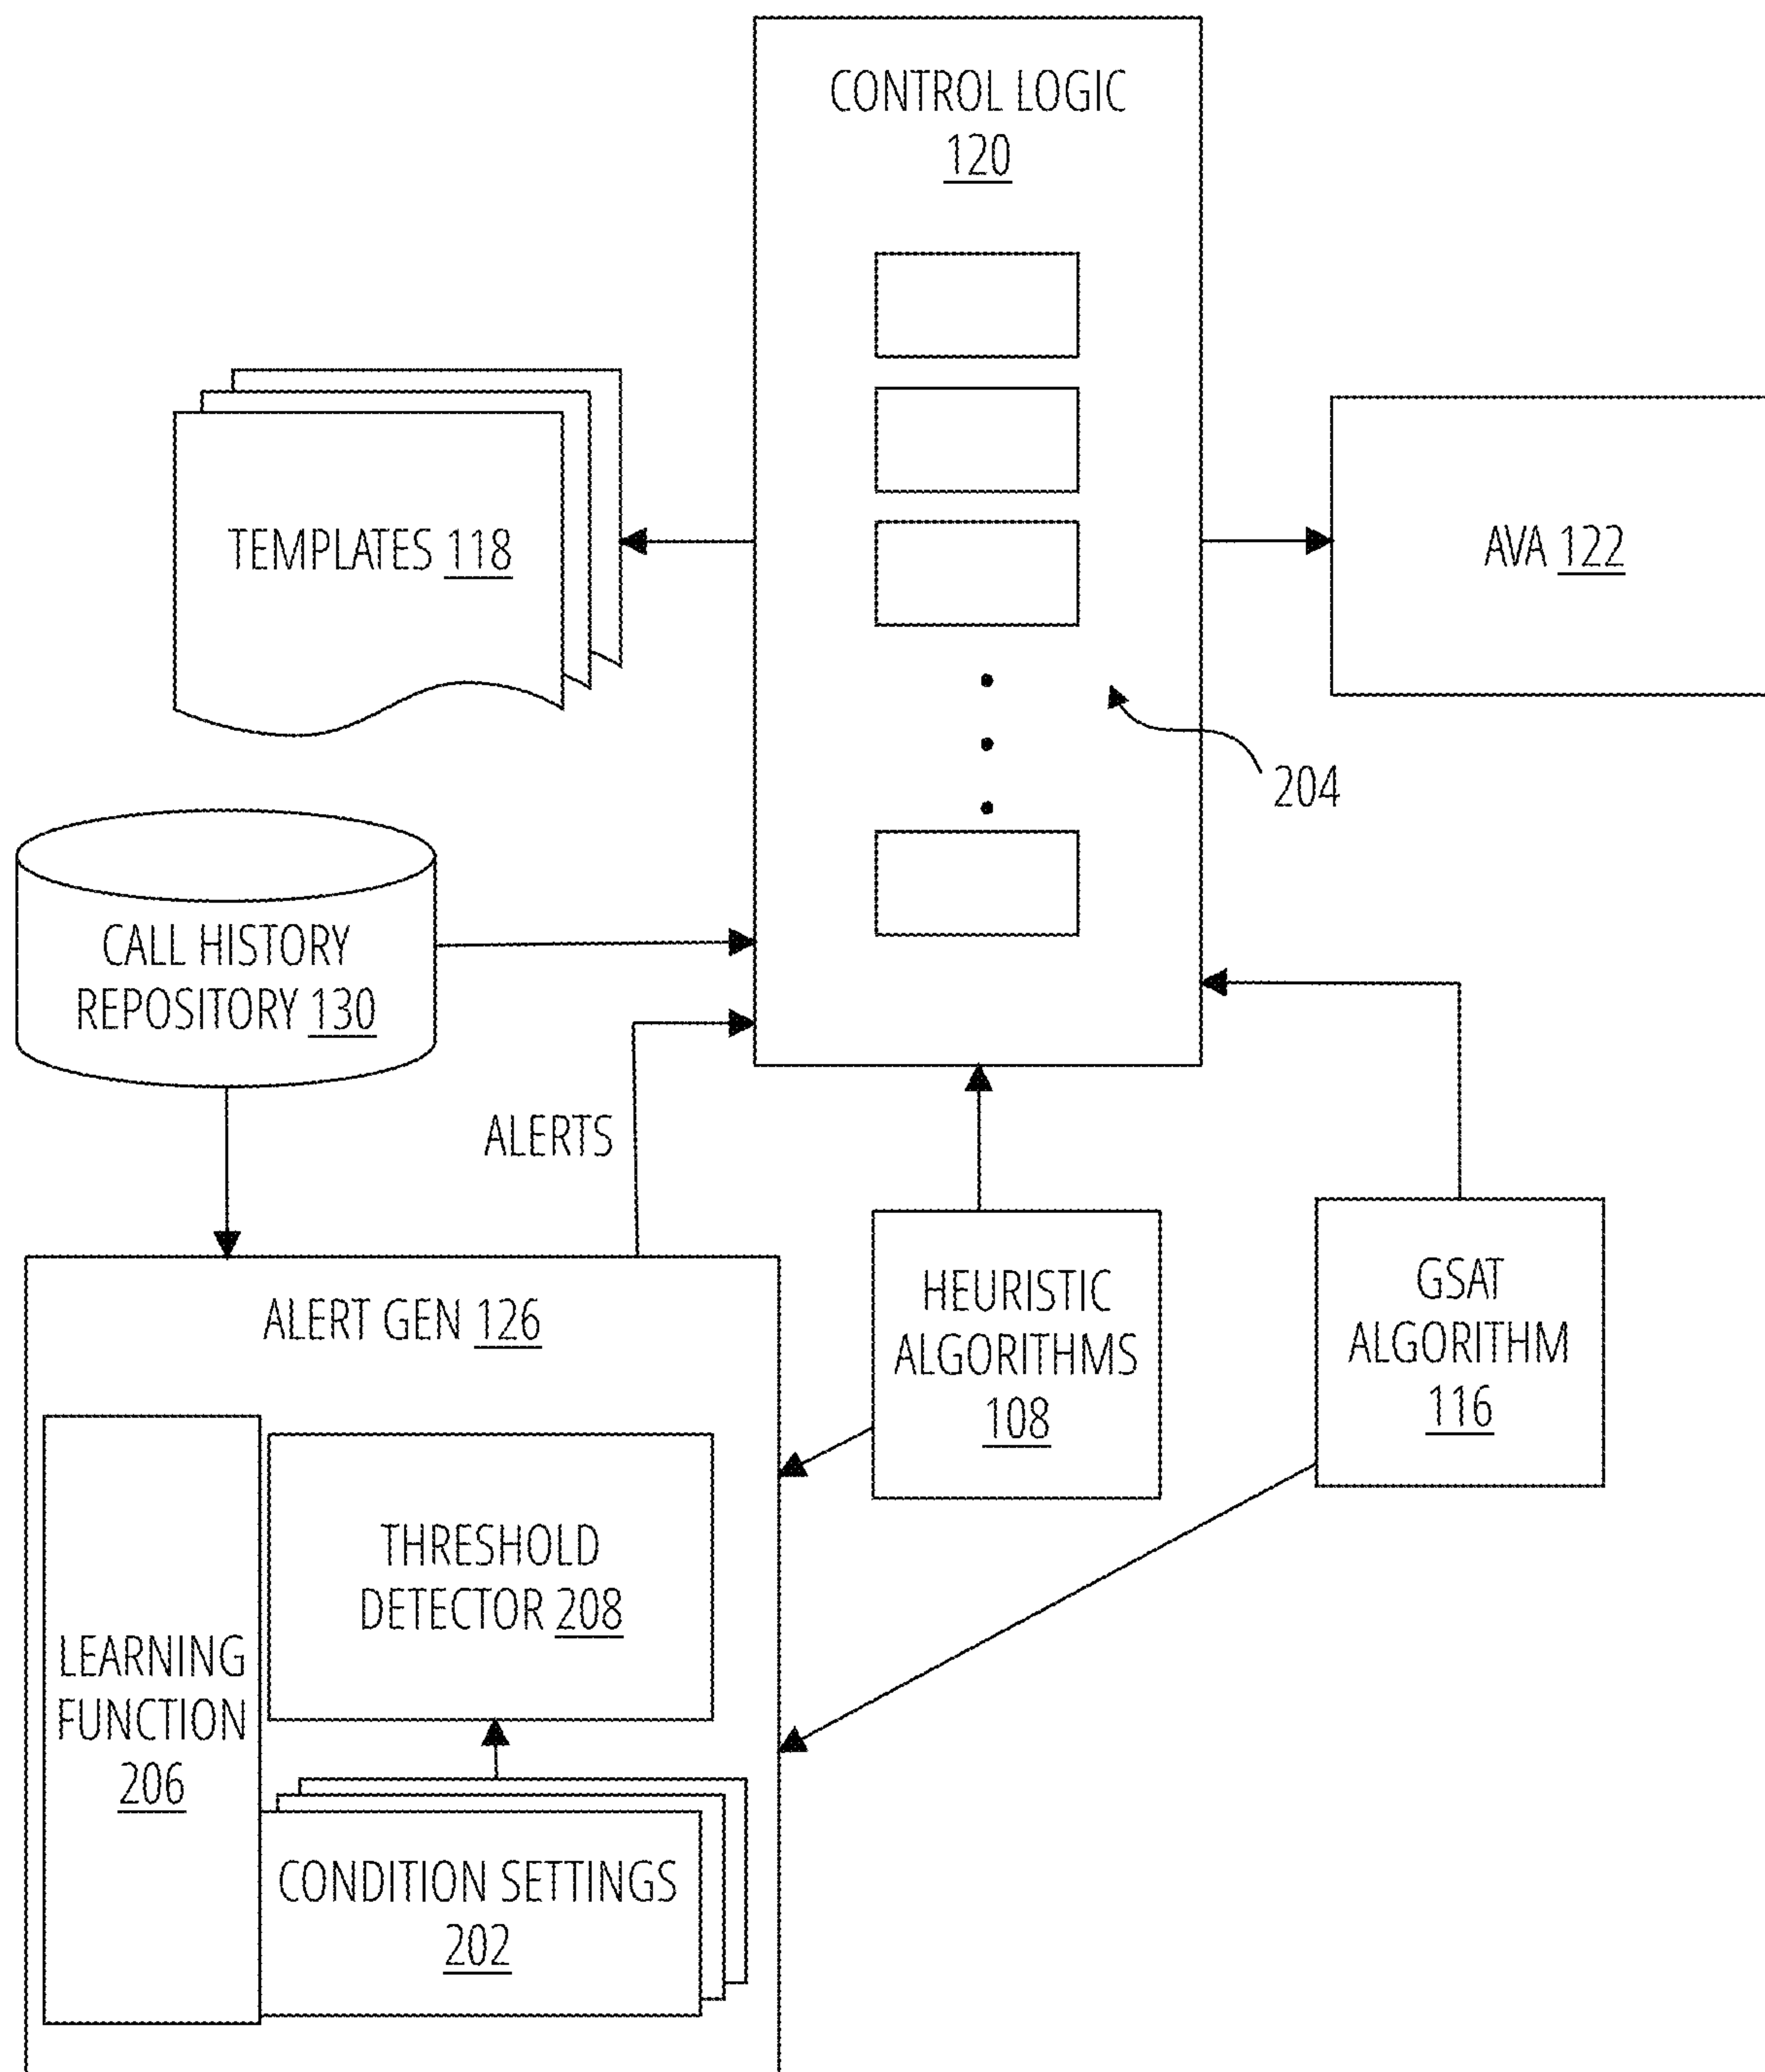 CONTROL LOGIC
120
TEMPLATES 118
AVA 122
204
CALL HISTORY
REPOSITORY 130
ALERTS
ALERT GEN 126
HEURISTIC
ALGORITHMS
108
GSAT
ALGORITHM
116
THRESHOLD
DETECTOR 208
LEARNING
FUNCTION
206
CONDITION SETTINGS
202